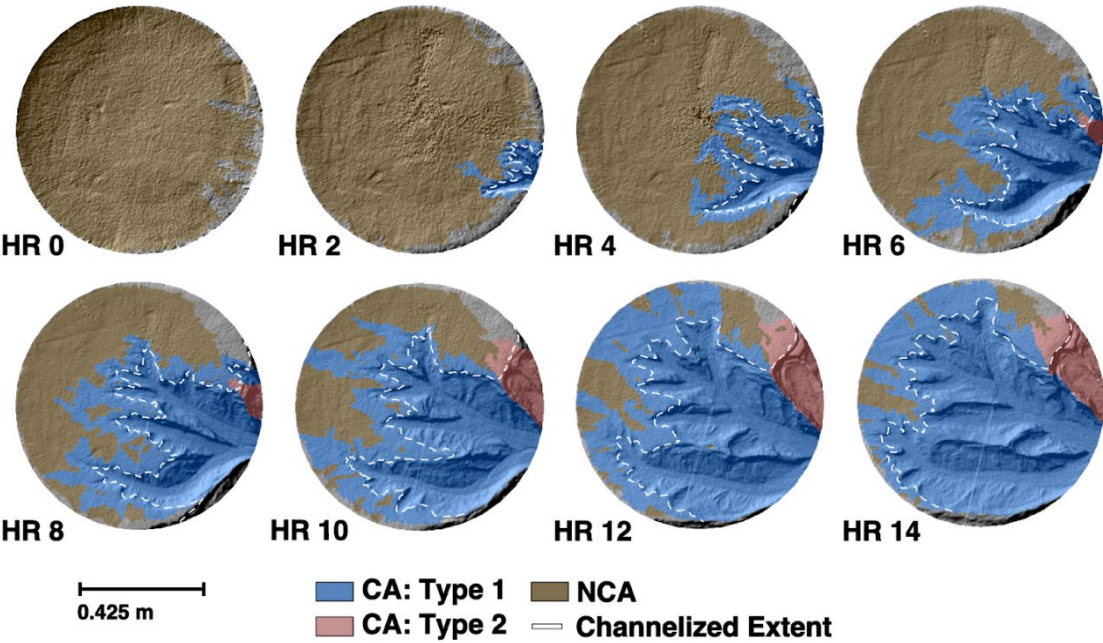 HR 0
HR 2
HR 4
HR 6
HR 8
HR 10
HR 12
HR 14
0.425 m
CA: Type 1
NCA
CA: Type 2
Channelized Extent